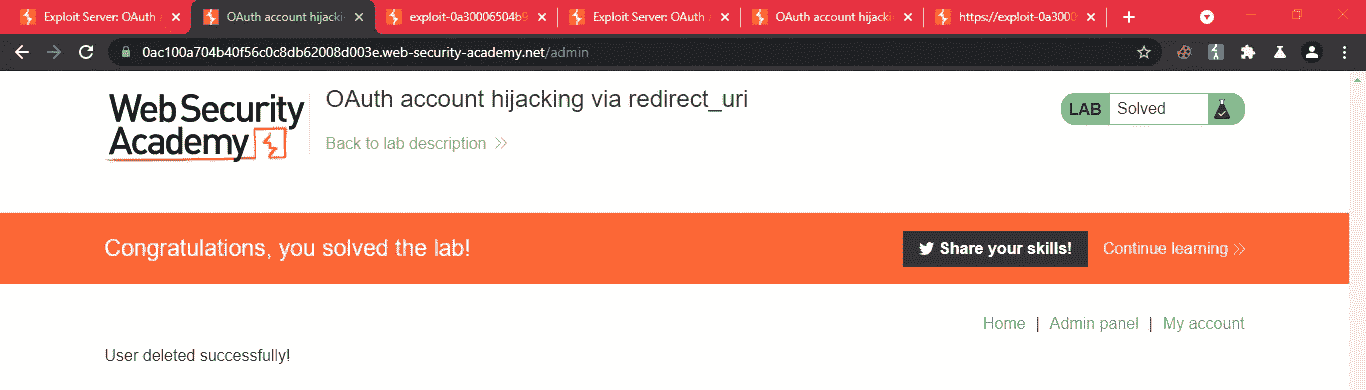 Exploit Server: OAuth a
OAuth account hijacki
exploit-0a30006504b9
Exploit Server: OAuth a
OAuth account hijacki
https://exploit-0a3000
0ac100a704b40f56c0c8db62008d003e.web-security-academy.net/admin
Web Security
Academy
OAuth account hijacking via redirect_uri
Back to lab description
LAB Solved
Congratulations, you solved the lab!
Share your skills!
Continue learning
Home | Admin panel | My account
User deleted successfully!